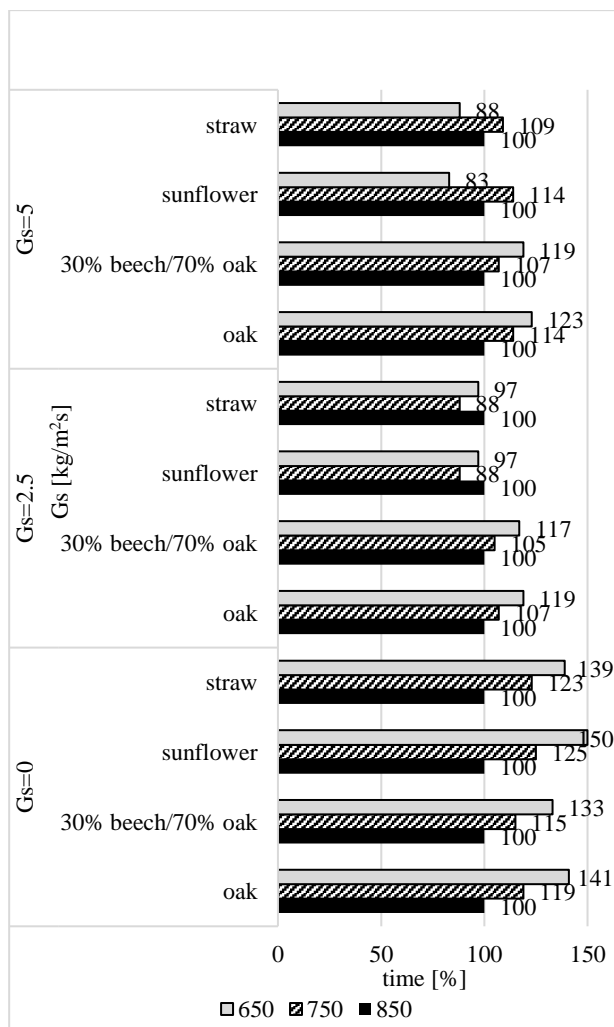 Gs [kg/m²s]
Gs=5
straw
88
109
100
sunflower
83
114
100
30% beech/70% oak
119
107
100
oak
123
114
100
Gs=2.5
straw
97
88
100
sunflower
97
88
100
30% beech/70% oak
117
105
100
oak
119
107
100
Gs=0
straw
139
123
100
sunflower
150
125
100
30% beech/70% oak
133
115
100
oak
141
119
100
0 50 100 150
time [%]
650 750 850